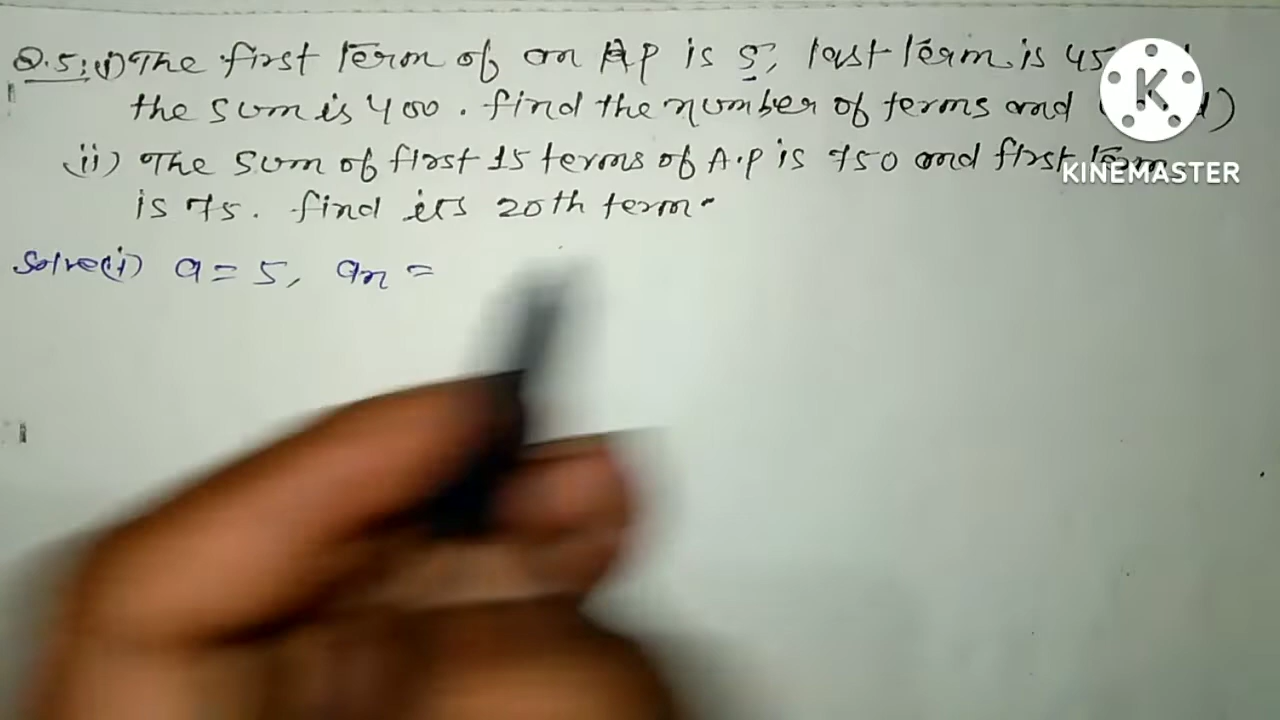 Q.5:(i) The first term of an AP is 5, last term is 45
the sum is 400. find the number of terms and
(ii) The sum of first 15 terms of A.P is 750 and first term
is 75. find its 20th term.
Solve(i) a = 5, an =
KINEMASTER